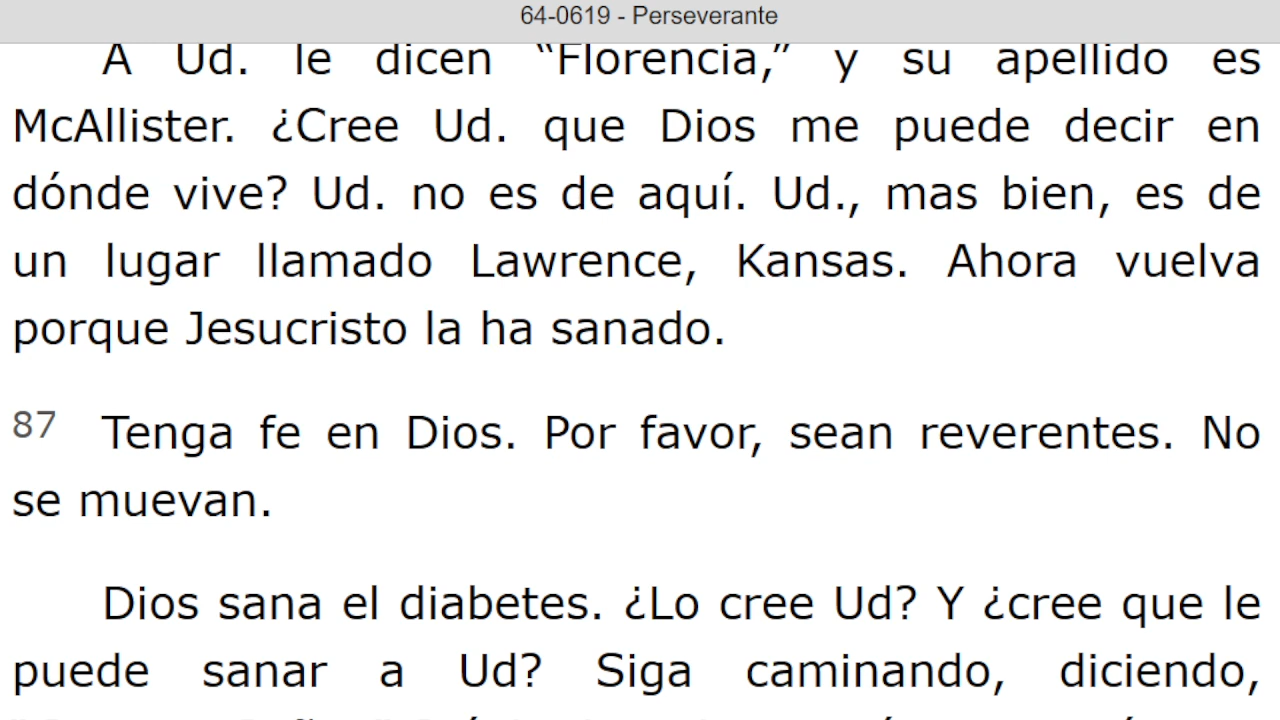 64-0619 - Perseverante
A Ud. le dicen “Florencia,” y su apellido es
McAllister. ¿Cree Ud. que Dios me puede decir en
dónde vive? Ud. no es de aquí. Ud., mas bien, es de
un lugar llamado Lawrence, Kansas. Ahora vuelva
porque Jesucristo la ha sanado.
87 Tenga fe en Dios. Por favor, sean reverentes. No
se muevan.
Dios sana el diabetes. ¿Lo cree Ud? Y ¿cree que le
puede sanar a Ud? Siga caminando, diciendo,